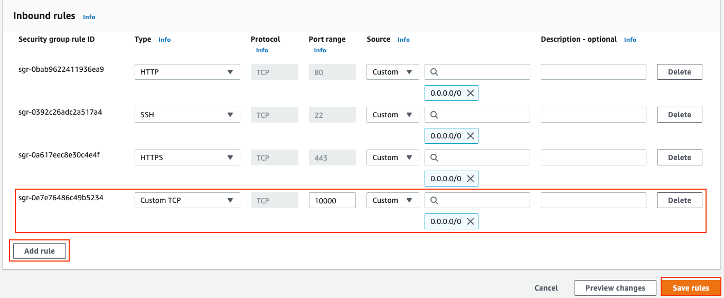 Inbound rules Info
Security group rule ID Type Info Protocol Info Port range Info Source Info Description - optional Info
sgr-0bab9622411936ea9 HTTP TCP 80 Custom Delete
0.0.0.0/0
sgr-0392c26adc2a517a4 SSH TCP 22 Custom Delete
0.0.0.0/0
sgr-0a617eec8e30c4e4f HTTPS TCP 443 Custom Delete
0.0.0.0/0
sgr-0e7e76486c49b5234 Custom TCP TCP 10000 Custom Delete
0.0.0.0/0
Add rule
Cancel Preview changes Save rules